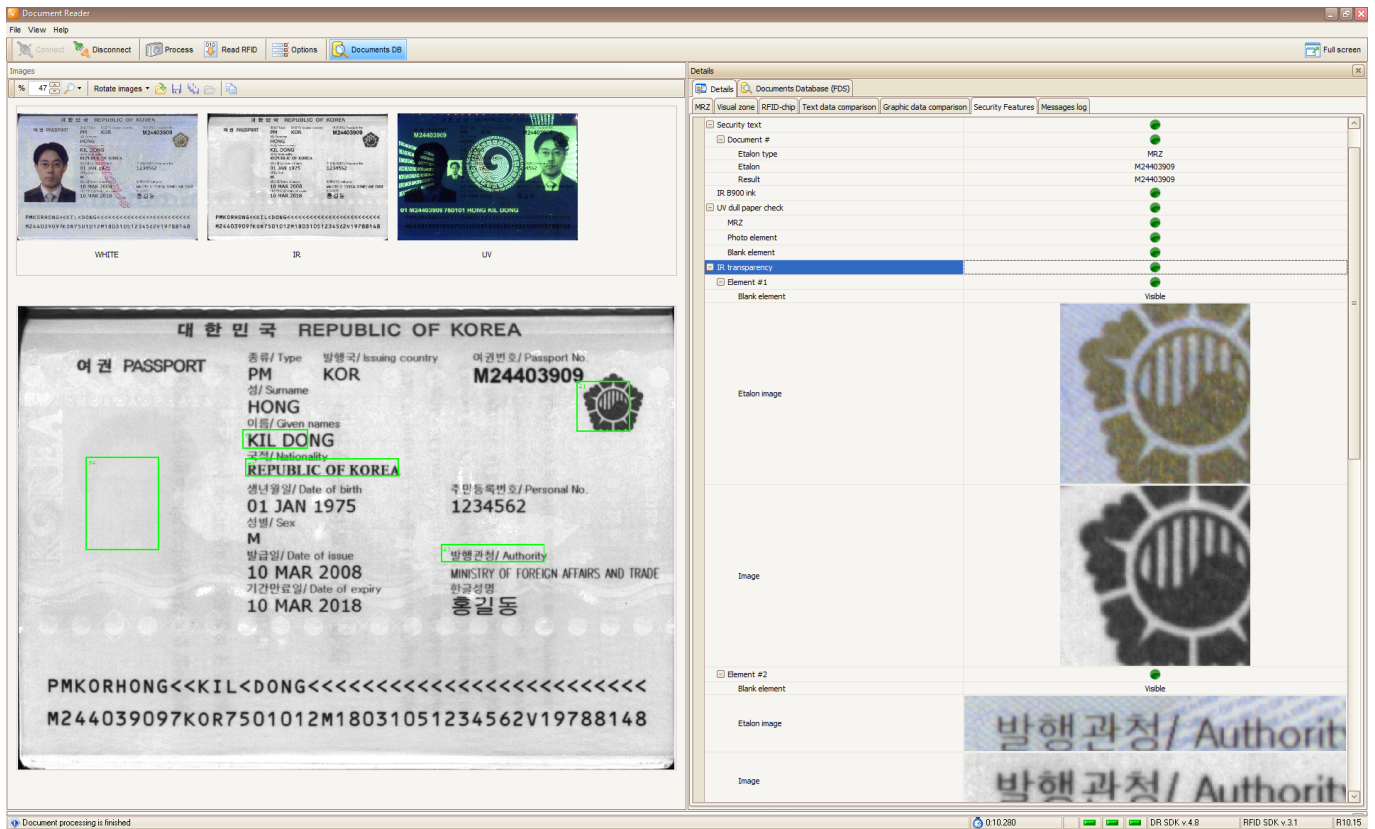 Document Reader
File View Help
Connect Disconnect Process Read RFID Options Documents DB Full screen
Images
% 47 Rotate images
WHITE IR UV
대한민국 REPUBLIC OF KOREA
여권 PASSPORT
종류/ Type 발행국/ Issuing country 여권번호/ Passport No.
PM KOR M24403909
성/ Surname
HONG
이름/ Given names
KIL DONG
국적/ Nationality
REPUBLIC OF KOREA
생년월일/ Date of birth 주민등록번호/ Personal No.
01 JAN 1975 1234562
성별/ Sex
M
발급일/ Date of issue 발행관청/ Authority
10 MAR 2008 MINISTRY OF FOREIGN AFFAIRS AND TRADE
기간만료일/ Date of expiry 한글성명
10 MAR 2018 홍길동
PMKORHONG<<KIL<DONG<<<<<<<<<<<<<<<<<<<<<<<<<
M244039097KOR7501012M18031051234562V19788148
Details
Details Documents Database (FDS)
MRZ Visual zone RFID-chip Text data comparison Graphic data comparison Security Features Messages log
Security text
Document #
Etalon type MRZ
Etalon M24403909
Result M24403909
IR B900 ink
UV dull paper check
MRZ
Photo element
Blank element
IR transparency
Element #1
Blank element Visible
Etalon image
Image
Element #2
Blank element Visible
Etalon image 발행관청/ Authorit
Image 발행관청/ Authorit
Document processing is finished 0:10.280 DR SDK v.4.8 RFID SDK v.3.1 R10.15